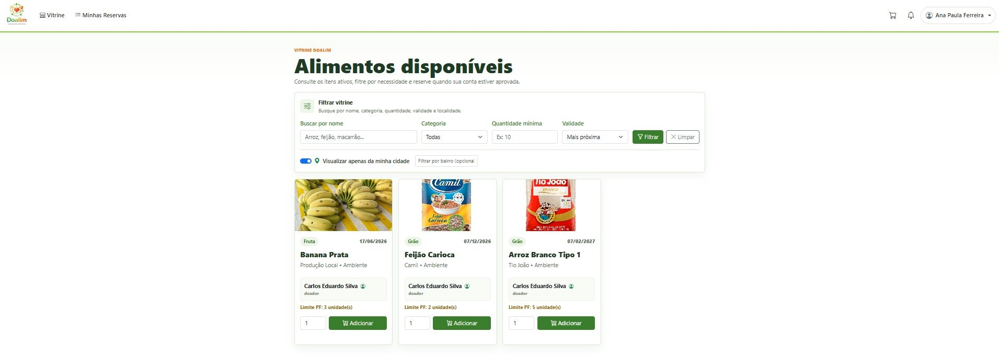 Doalim
Vitrine
Minhas Reservas
Ana Paula Ferreira
VITRINE DOALIM
Alimentos disponíveis
Consulte os itens ativos, filtre por necessidade e reserve quando sua conta estiver aprovada.
Filtrar vitrine
Busque por nome, categoria, quantidade, validade e localidade.
Buscar por nome Categoria Quantidade mínima Validade
Arroz, feijão, macarrão... Todas Ex: 10 Mais próxima Filtrar Limpar
Visualizar apenas da minha cidade Filtrar por bairro (opcional
Camil
Feijão
Carioca
Tio João
BRANCO
Fruta 17/06/2026
Banana Prata
Produção Local • Ambiente
Carlos Eduardo Silva
doador
Limite PF: 3 unidade(s)
1 Adicionar
Grão 07/12/2026
Feijão Carioca
Camil • Ambiente
Carlos Eduardo Silva
doador
Limite PF: 2 unidade(s)
1 Adicionar
Grão 07/02/2027
Arroz Branco Tipo 1
Tio João • Ambiente
Carlos Eduardo Silva
doador
Limite PF: 5 unidade(s)
1 Adicionar